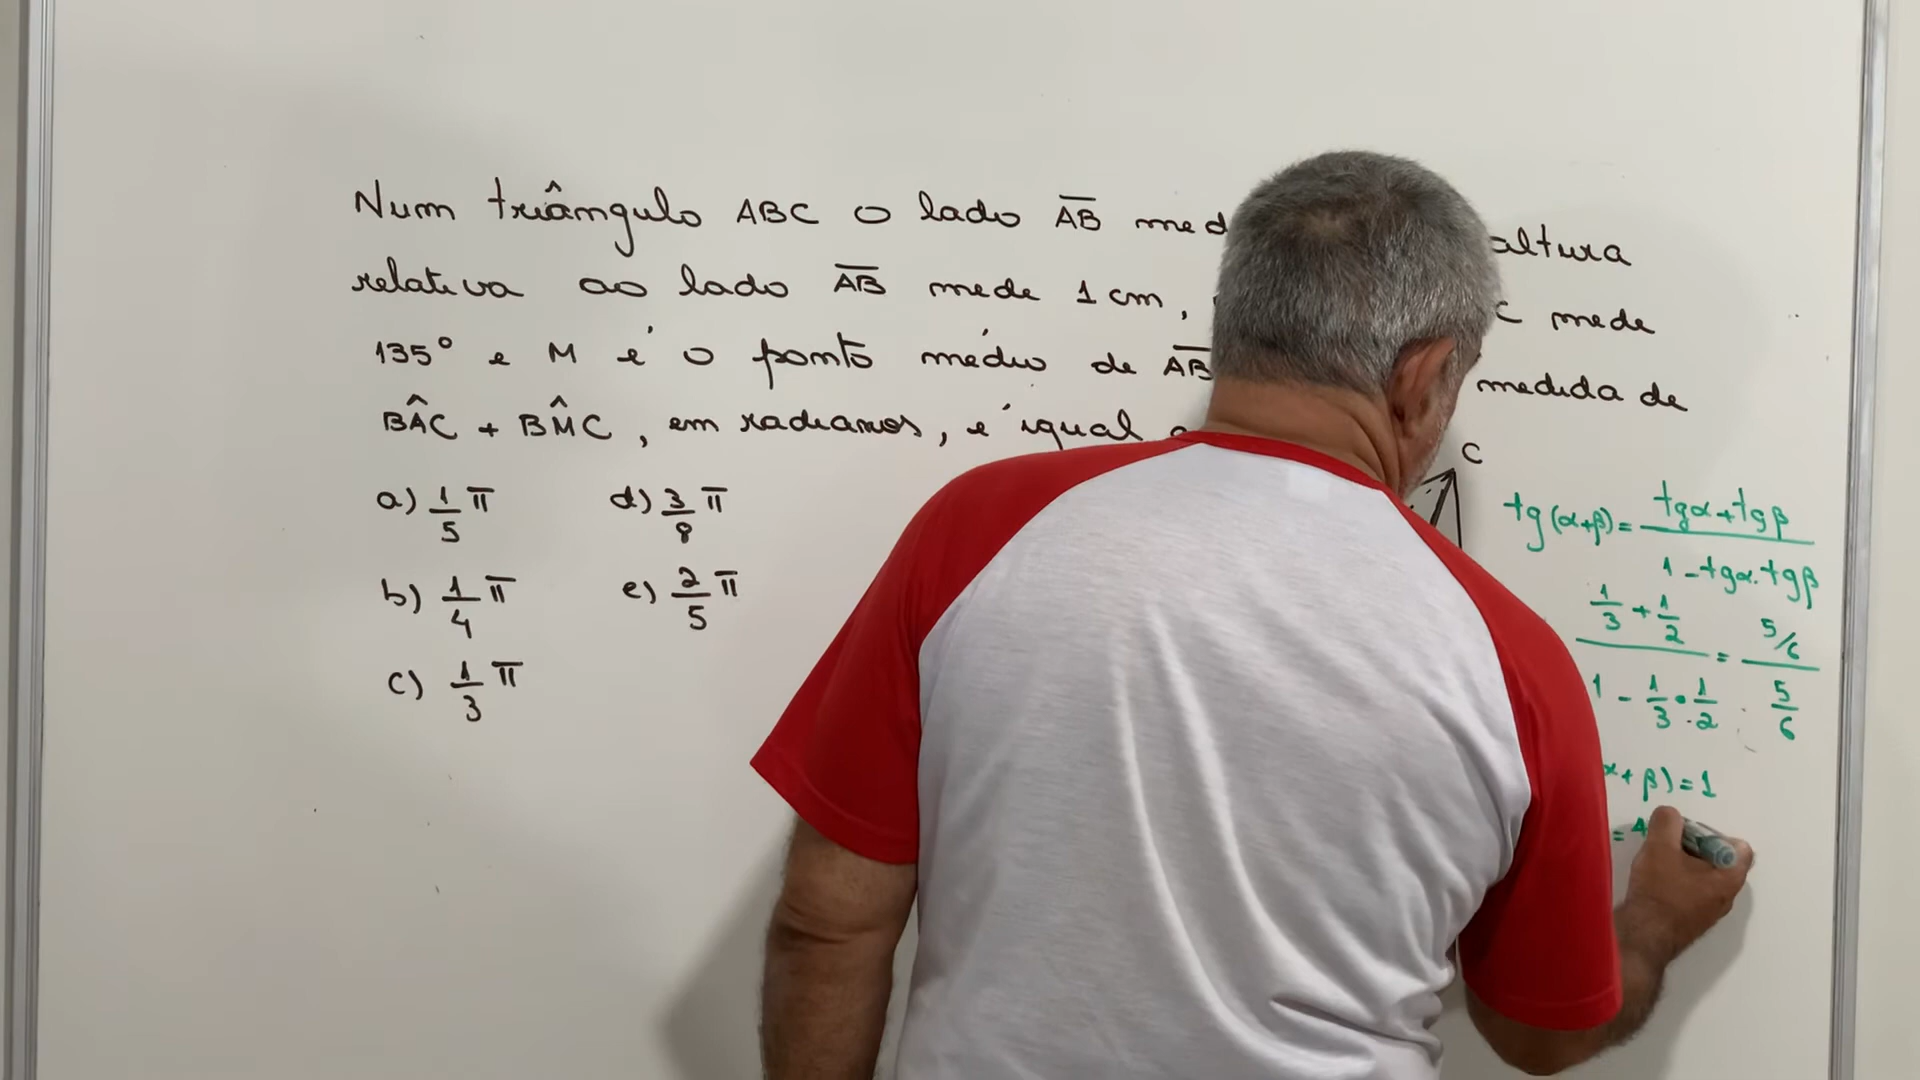 Num triângulo ABC o lado AB med altura
relativa ao lado AB mede 1 cm, C mede
135° e M é o ponto médio de AB medida de
BÂC + BM̂C, em radianos, é igual a
a) 1/5 π
d) 3/8 π
b) 1/4 π
e) 2/5 π
c) 1/3 π
C
tg(α+β) = (tgα + tgβ)/(1 - tgα . tgβ)
(1/3 + 1/2)/(1 - 1/3 · 1/2) = (5/6)/(5/6)
α + β) = 1
= 4